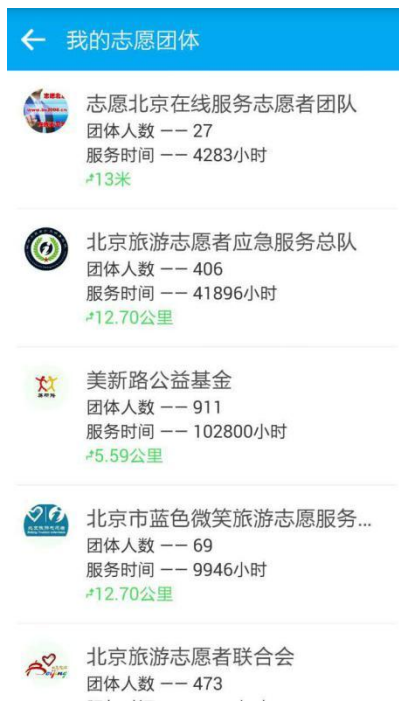 我的志愿团体
志愿北京在线服务志愿者团队
团体人数 —— 27
服务时间 —— 4283小时
13米
北京旅游志愿者应急服务总队
团体人数 —— 406
服务时间 —— 41896小时
12.70公里
美新路公益基金
团体人数 —— 911
服务时间 —— 102800小时
5.59公里
北京市蓝色微笑旅游志愿服务...
团体人数 —— 69
服务时间 —— 9946小时
12.70公里
北京旅游志愿者联合会
团体人数 —— 473